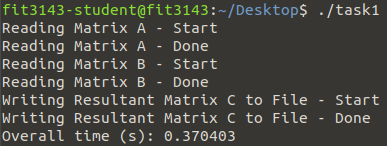 fit3143-student@fit3143:~/Desktop$ ./task1
Reading Matrix A - Start
Reading Matrix A - Done
Reading Matrix B - Start
Reading Matrix B - Done
Writing Resultant Matrix C to File - Start
Writing Resultant Matrix C to File - Done
Overall time (s): 0.370403